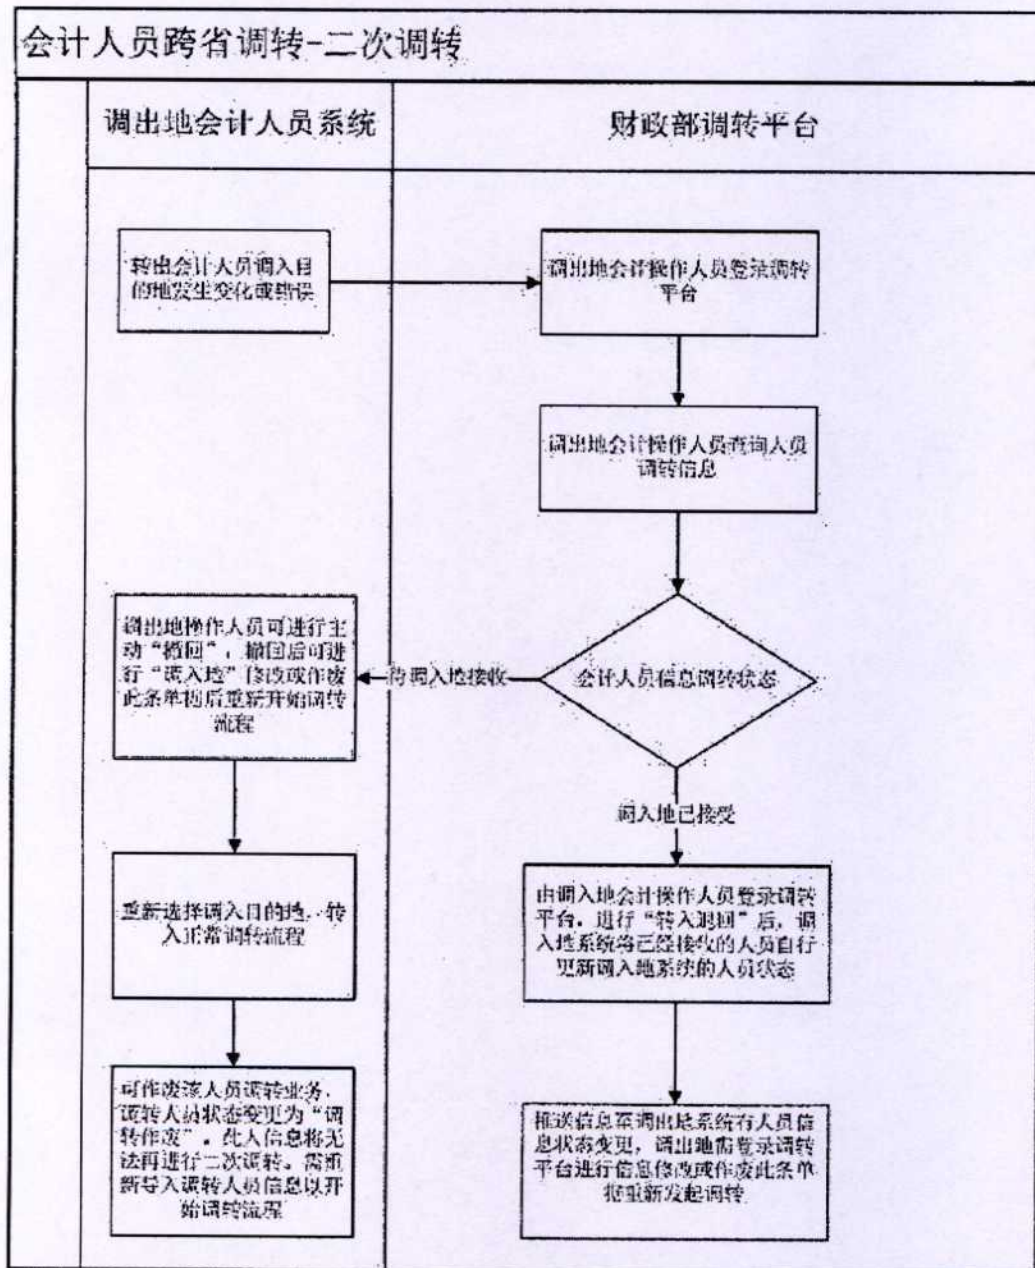 会计人员跨省调转-二次调转
调出地会计人员系统
财政部调转平台
转出会计人员调入目
的地发生变化或错误
调出地会计操作人员登录调转
平台
调出地会计操作人员查询人员
调转信息
会计人员信息调转状态
待调入地接收
调出地操作人员可进行主
动“撤回”，撤回后可进
行“调入地”修改或作废
此条单据后重新开始调转
流程
调入地已接受
重新选择调入目的地，转
入正常调转流程
由调入地会计操作人员登录调转
平台，进行“转入退回”后，调
入地系统将已经接收的人员自行
更新调入地系统的人员状态
可作废该人员调转业务，
调转人员状态变更为“调
转作废”，此人信息将无
法再进行二次调转。需重
新导入调转人员信息以开
始调转流程
推送信息至调出地系统有人员信
息状态变更，调出地需登录调转
平台进行信息修改或作废此条单
据重新发起调转